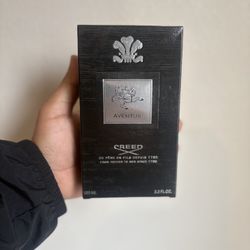 AVENTUS
CREED
DE PÈRE EN FILS DEPUIS 1760
FROM FATHER TO SON SINCE 1760
3.3 FL.OZ.